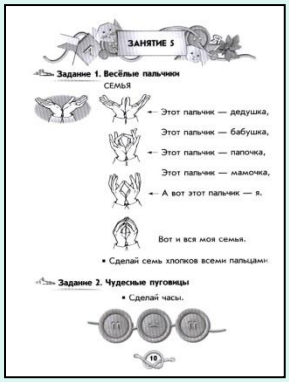 ЗАНЯТИЕ 5
Задание 1. Весёлые пальчики
СЕМЬЯ
Этот пальчик — дедушка,
Этот пальчик — бабушка,
Этот пальчик — папочка,
Этот пальчик — мамочка,
А вот этот пальчик — я.
Вот и вся моя семья.
• Сделай семь хлопков всеми пальцами
Задание 2. Чудесные пуговицы
• Сделай часы.
10